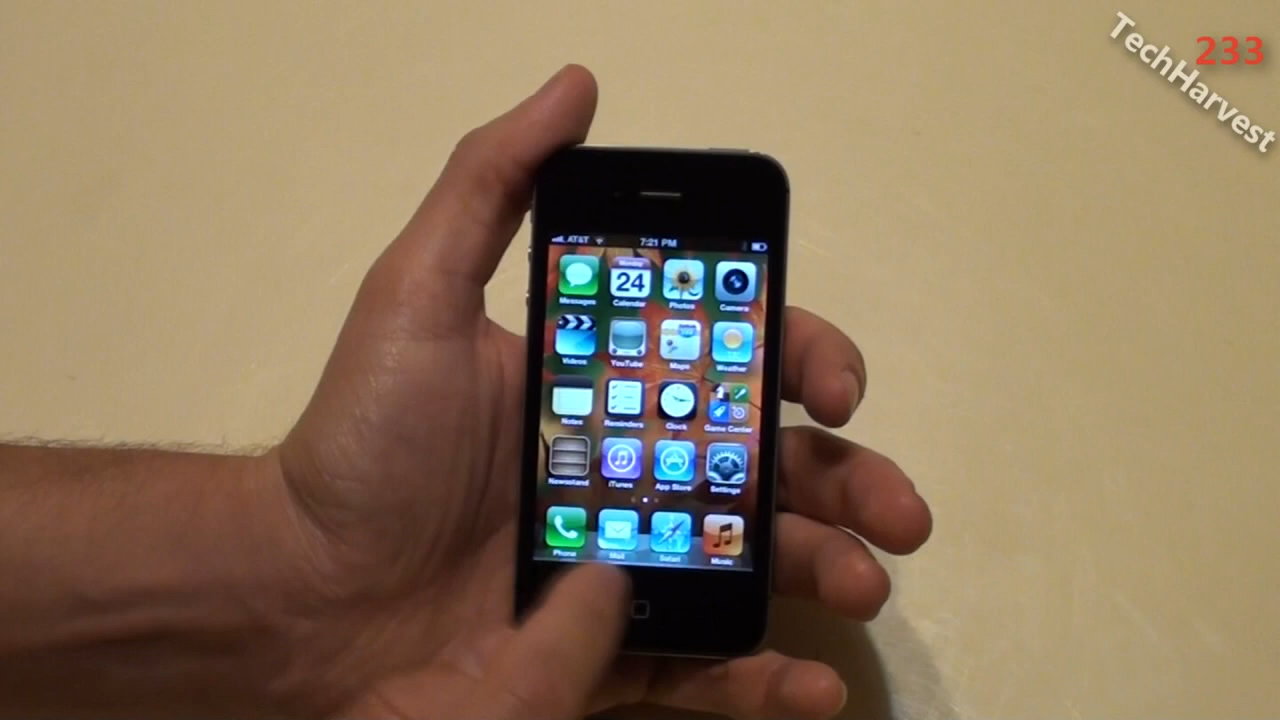 233
TechHarvest
AT&T 7:21 PM
Monday
24
Messages Calendar Photos Camera
Videos YouTube Maps Weather
Notes Reminders Clock Game Center
Newsstand iTunes App Store Settings
Phone Mail Safari Music